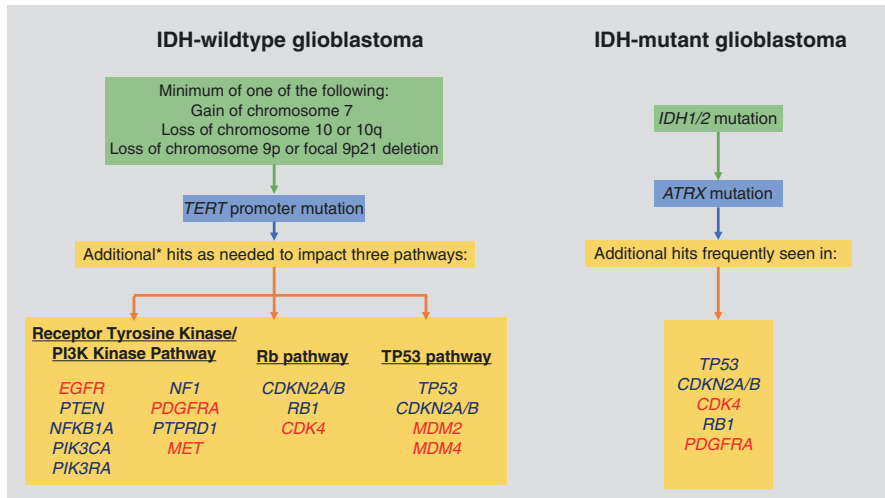 IDH-wildtype glioblastoma
Minimum of one of the following:
Gain of chromosome 7
Loss of chromosome 10 or 10q
Loss of chromosome 9p or focal 9p21 deletion
TERT promoter mutation
Additional* hits as needed to impact three pathways:
Receptor Tyrosine Kinase/
PI3K Kinase Pathway
EGFR
PTEN
NFKB1A
PIK3CA
PIK3RA
NF1
PDGFRA
PTPRD1
MET
Rb pathway
CDKN2A/B
RB1
CDK4
TP53 pathway
TP53
CDKN2A/B
MDM2
MDM4
IDH-mutant glioblastoma
IDH1/2 mutation
ATRX mutation
Additional hits frequently seen in:
TP53
CDKN2A/B
CDK4
RB1
PDGFRA